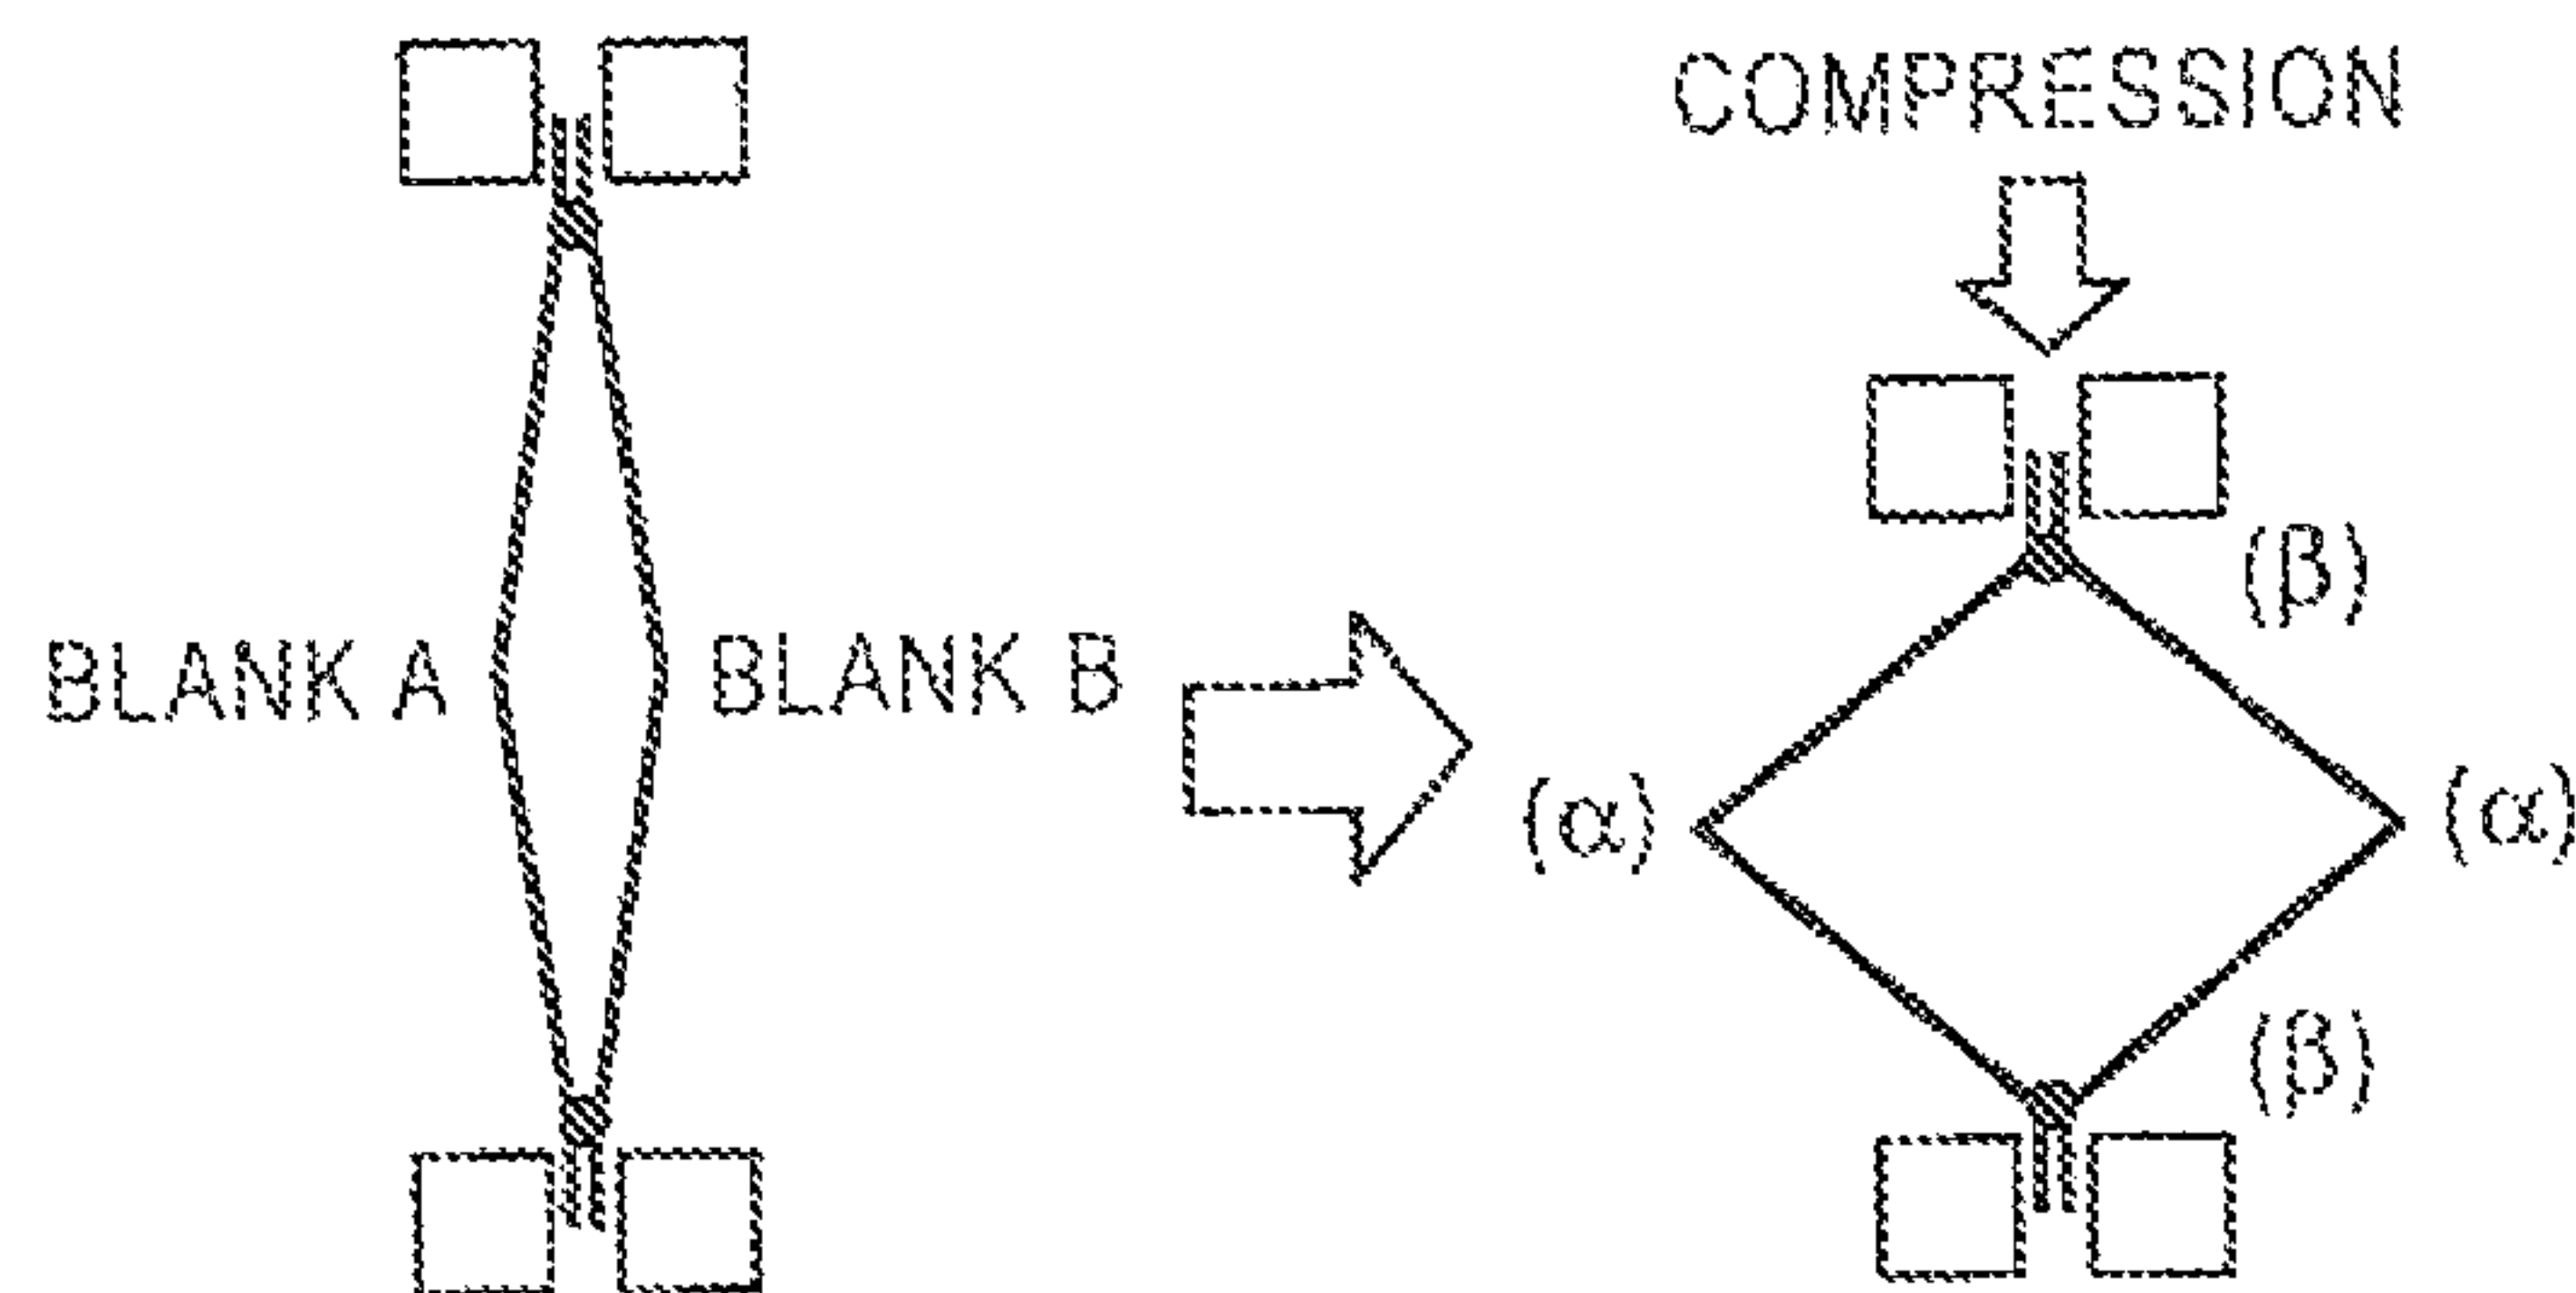 COMPRESSION
(β)
BLANK A
BLANK B
(α)
(α)
(β)